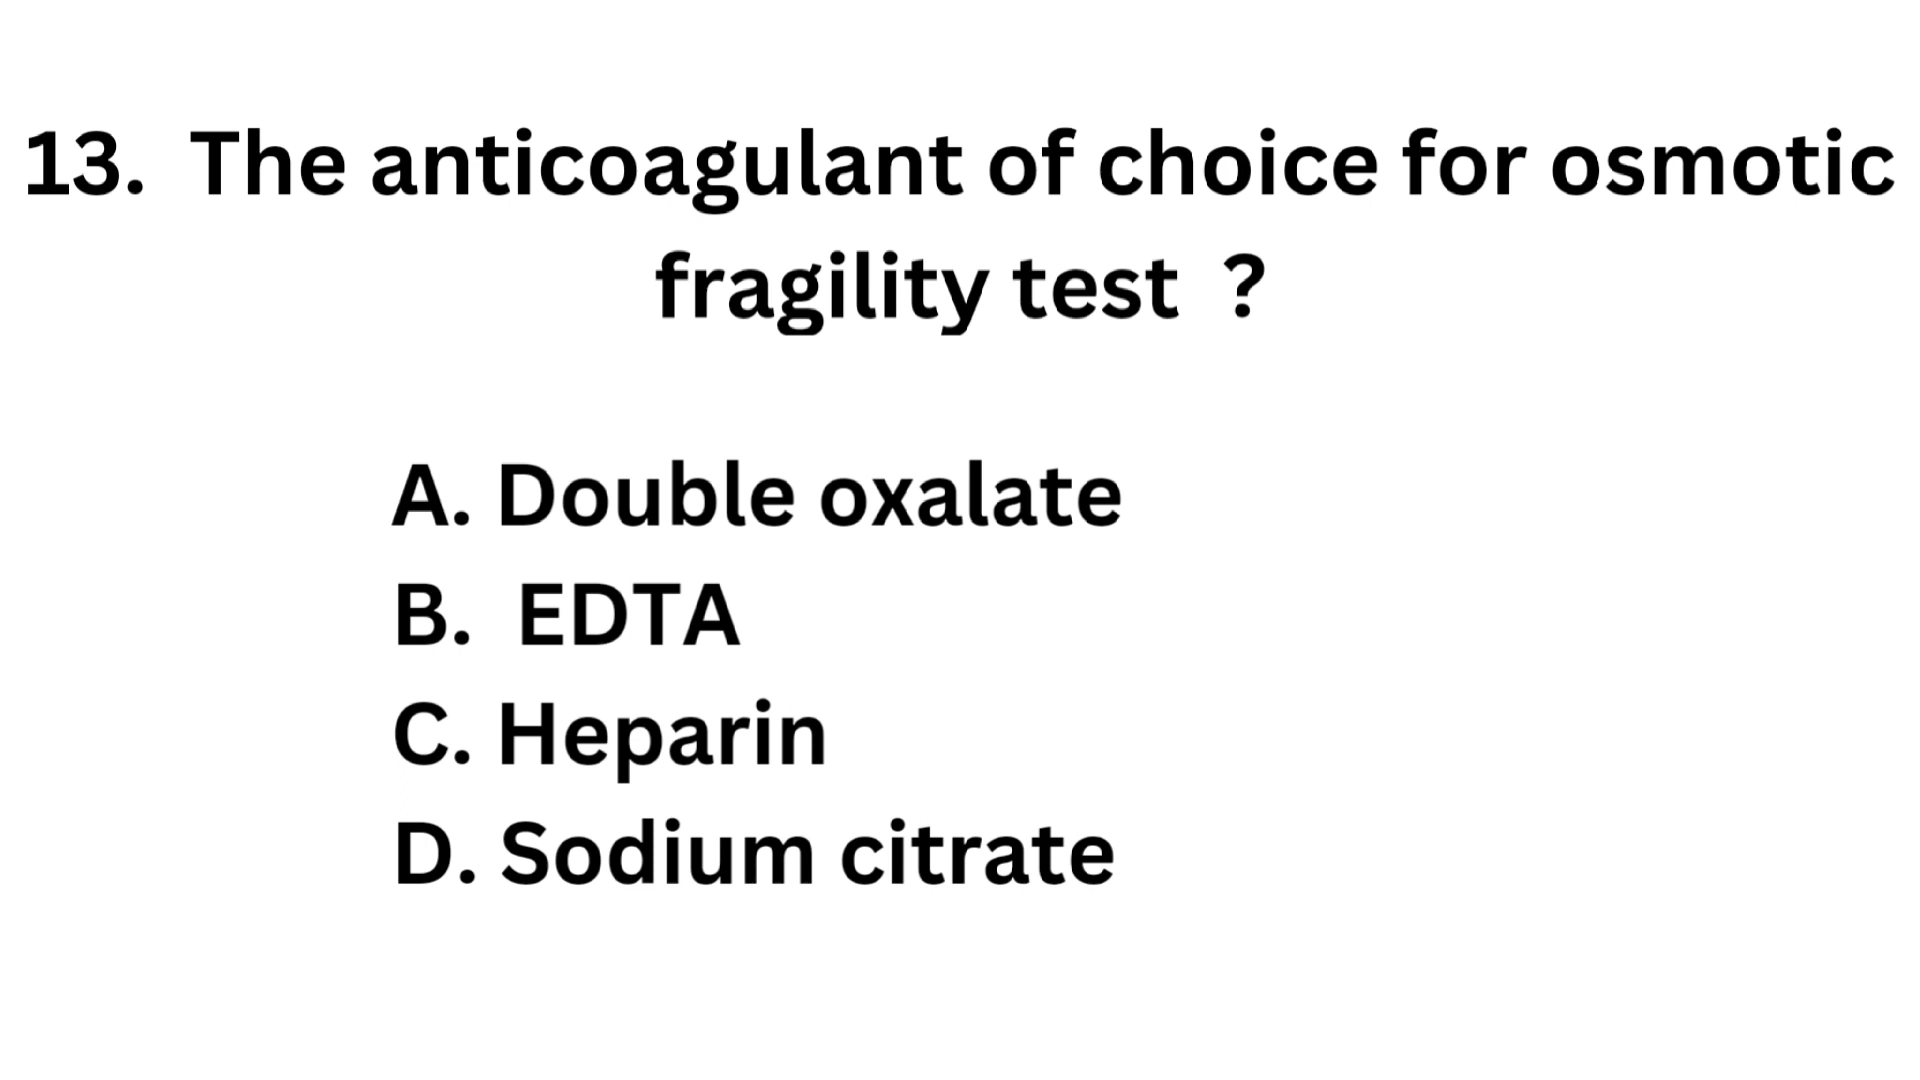 13. The anticoagulant of choice for osmotic
fragility test ?
A. Double oxalate
B. EDTA
C. Heparin
D. Sodium citrate